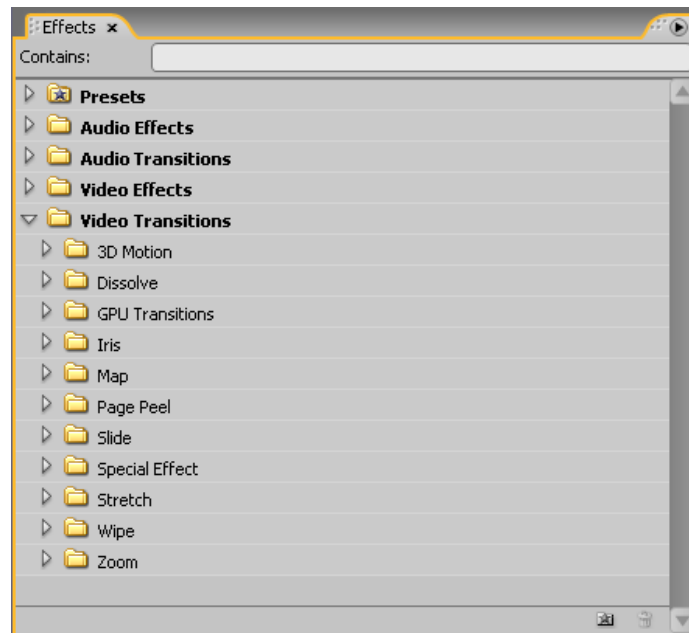 Effects
Contains:
Presets
Audio Effects
Audio Transitions
Video Effects
Video Transitions
3D Motion
Dissolve
GPU Transitions
Iris
Map
Page Peel
Slide
Special Effect
Stretch
Wipe
Zoom